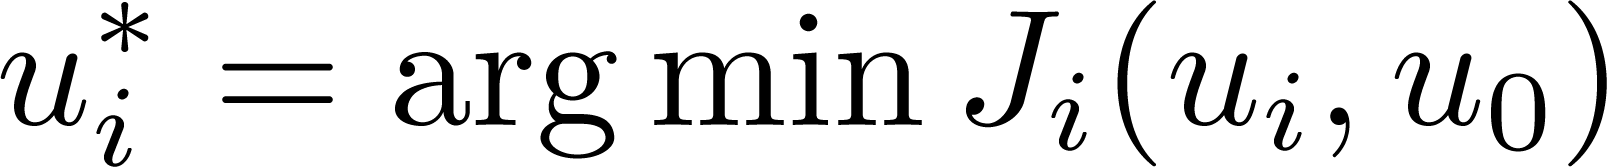 $u_i^* = \arg\min J_i(u_i, u_0)$